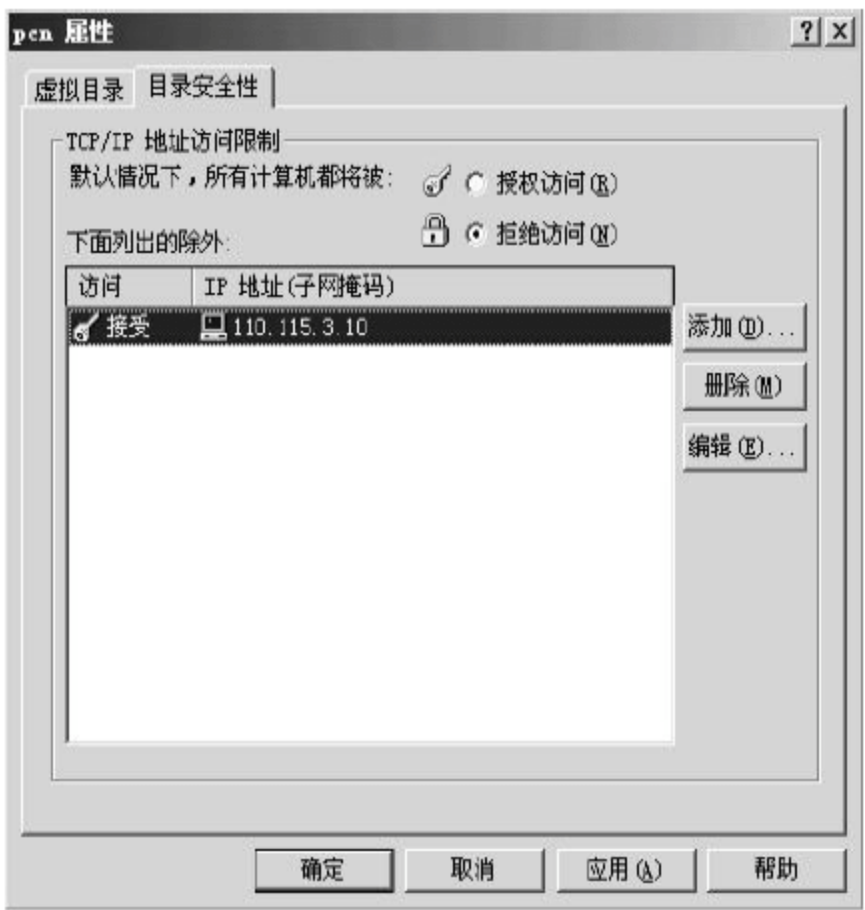 pcn 属性
虚拟目录 目录安全性
TCP/IP 地址访问限制
默认情况下，所有计算机都将被: 授权访问(R)
下面列出的除外: 拒绝访问(N)
访问 IP 地址(子网掩码)
接受 110.115.3.10
添加(D)...
删除(M)
编辑(E)...
确定 取消 应用(A) 帮助